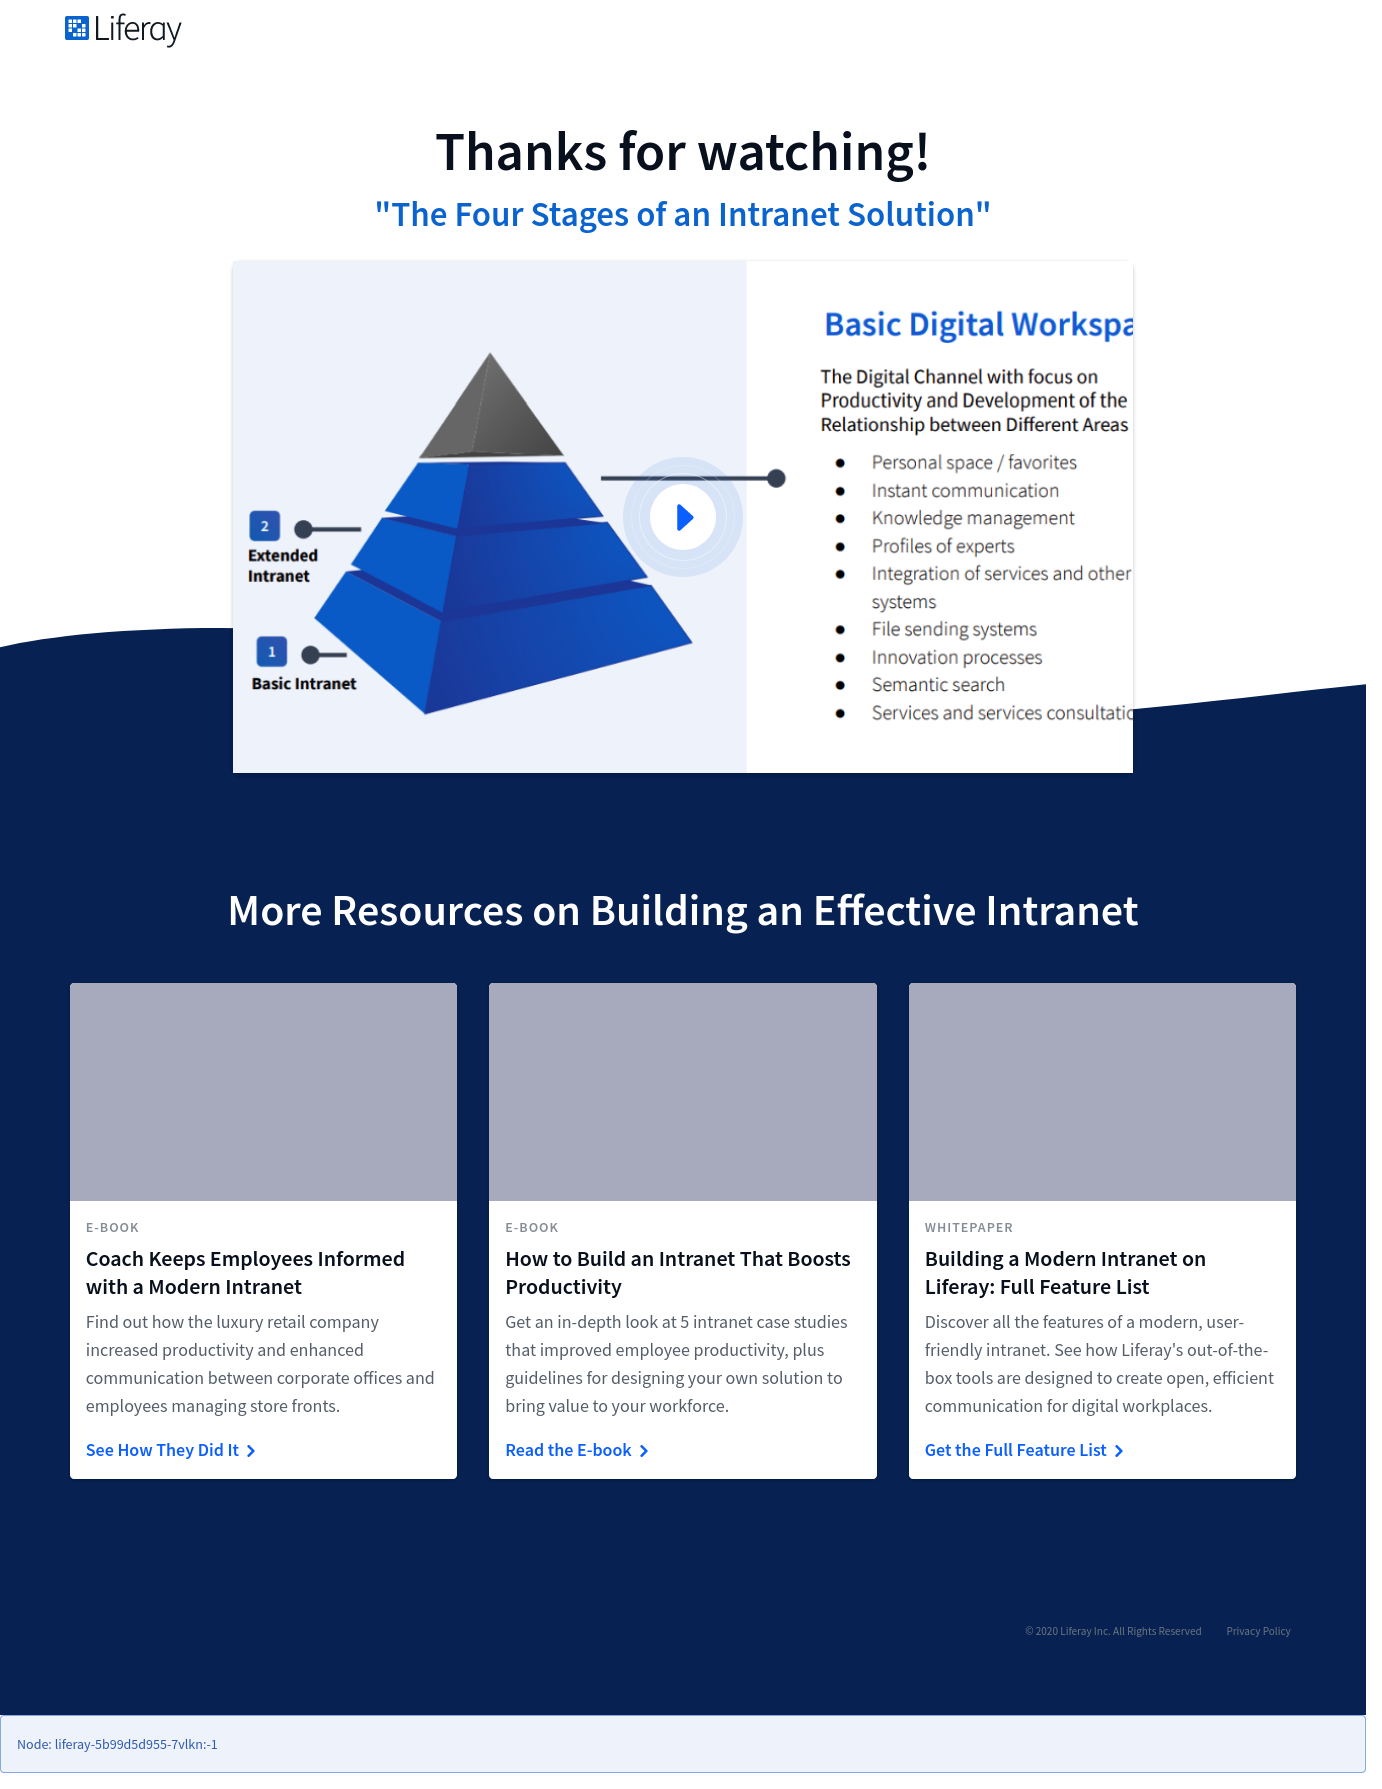 Liferay
Thanks for watching!
"The Four Stages of an Intranet Solution"
2
Extended
Intranet
1
Basic Intranet
Basic Digital Workspa
The Digital Channel with focus on
Productivity and Development of the
Relationship between Different Areas
● Personal space / favorites
● Instant communication
● Knowledge management
● Profiles of experts
● Integration of services and other
systems
● File sending systems
● Innovation processes
● Semantic search
● Services and services consultatio
More Resources on Building an Effective Intranet
E-BOOK
Coach Keeps Employees Informed
with a Modern Intranet
Find out how the luxury retail company
increased productivity and enhanced
communication between corporate offices and
employees managing store fronts.
See How They Did It
E-BOOK
How to Build an Intranet That Boosts
Productivity
Get an in-depth look at 5 intranet case studies
that improved employee productivity, plus
guidelines for designing your own solution to
bring value to your workforce.
Read the E-book
WHITEPAPER
Building a Modern Intranet on
Liferay: Full Feature List
Discover all the features of a modern, user-
friendly intranet. See how Liferay's out-of-the-
box tools are designed to create open, efficient
communication for digital workplaces.
Get the Full Feature List
© 2020 Liferay Inc. All Rights Reserved Privacy Policy
Node: liferay-5b99d5d955-7vlkn:-1